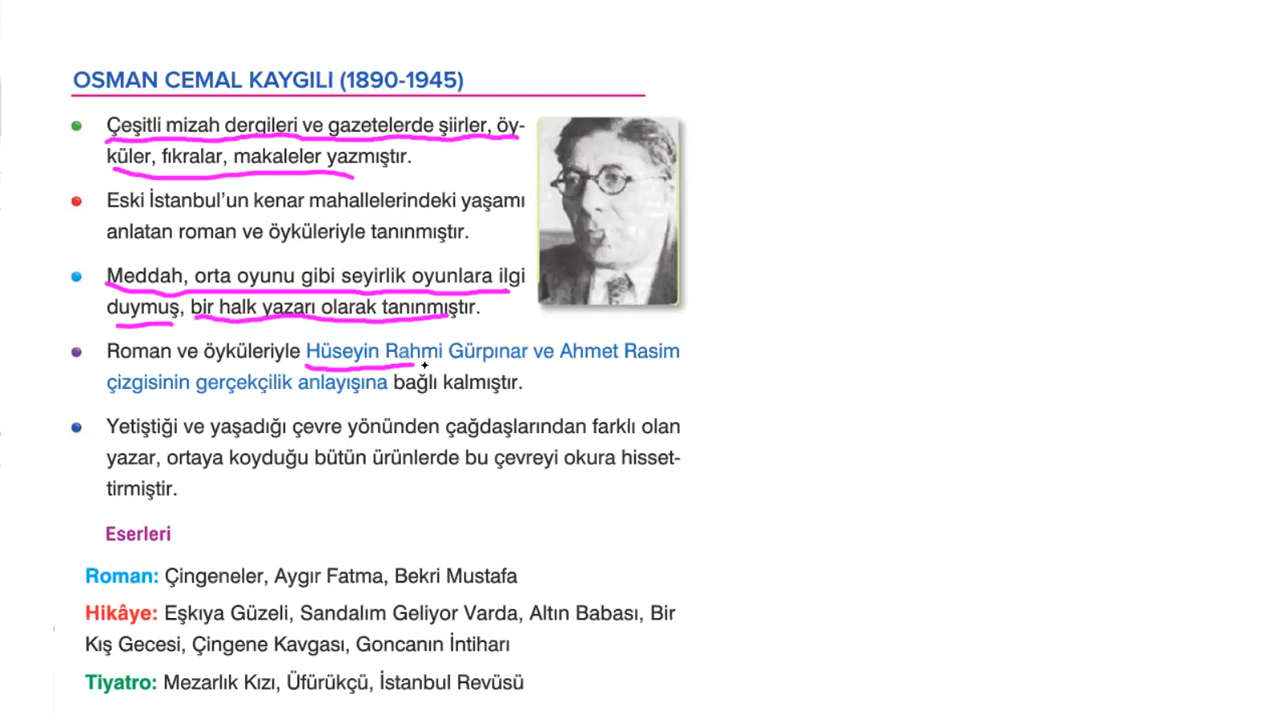 OSMAN CEMAL KAYGILI (1890-1945)
Çeşitli mizah dergileri ve gazetelerde şiirler, öy-
küler, fıkralar, makaleler yazmıştır.
Eski İstanbul'un kenar mahallelerindeki yaşamı
anlatan roman ve öyküleriyle tanınmıştır.
Meddah, orta oyunu gibi seyirlik oyunlara ilgi
duymuş, bir halk yazarı olarak tanınmıştır.
Roman ve öyküleriyle Hüseyin Rahmi Gürpınar ve Ahmet Rasim
çizgisinin gerçekçilik anlayışına bağlı kalmıştır.
Yetiştiği ve yaşadığı çevre yönünden çağdaşlarından farklı olan
yazar, ortaya koyduğu bütün ürünlerde bu çevreyi okura hisset-
tirmiştir.
Eserleri
Roman: Çingeneler, Aygır Fatma, Bekri Mustafa
Hikâye: Eşkıya Güzeli, Sandalım Geliyor Varda, Altın Babası, Bir
Kış Gecesi, Çingene Kavgası, Goncanın İntiharı
Tiyatro: Mezarlık Kızı, Üfürükçü, İstanbul Revüsü